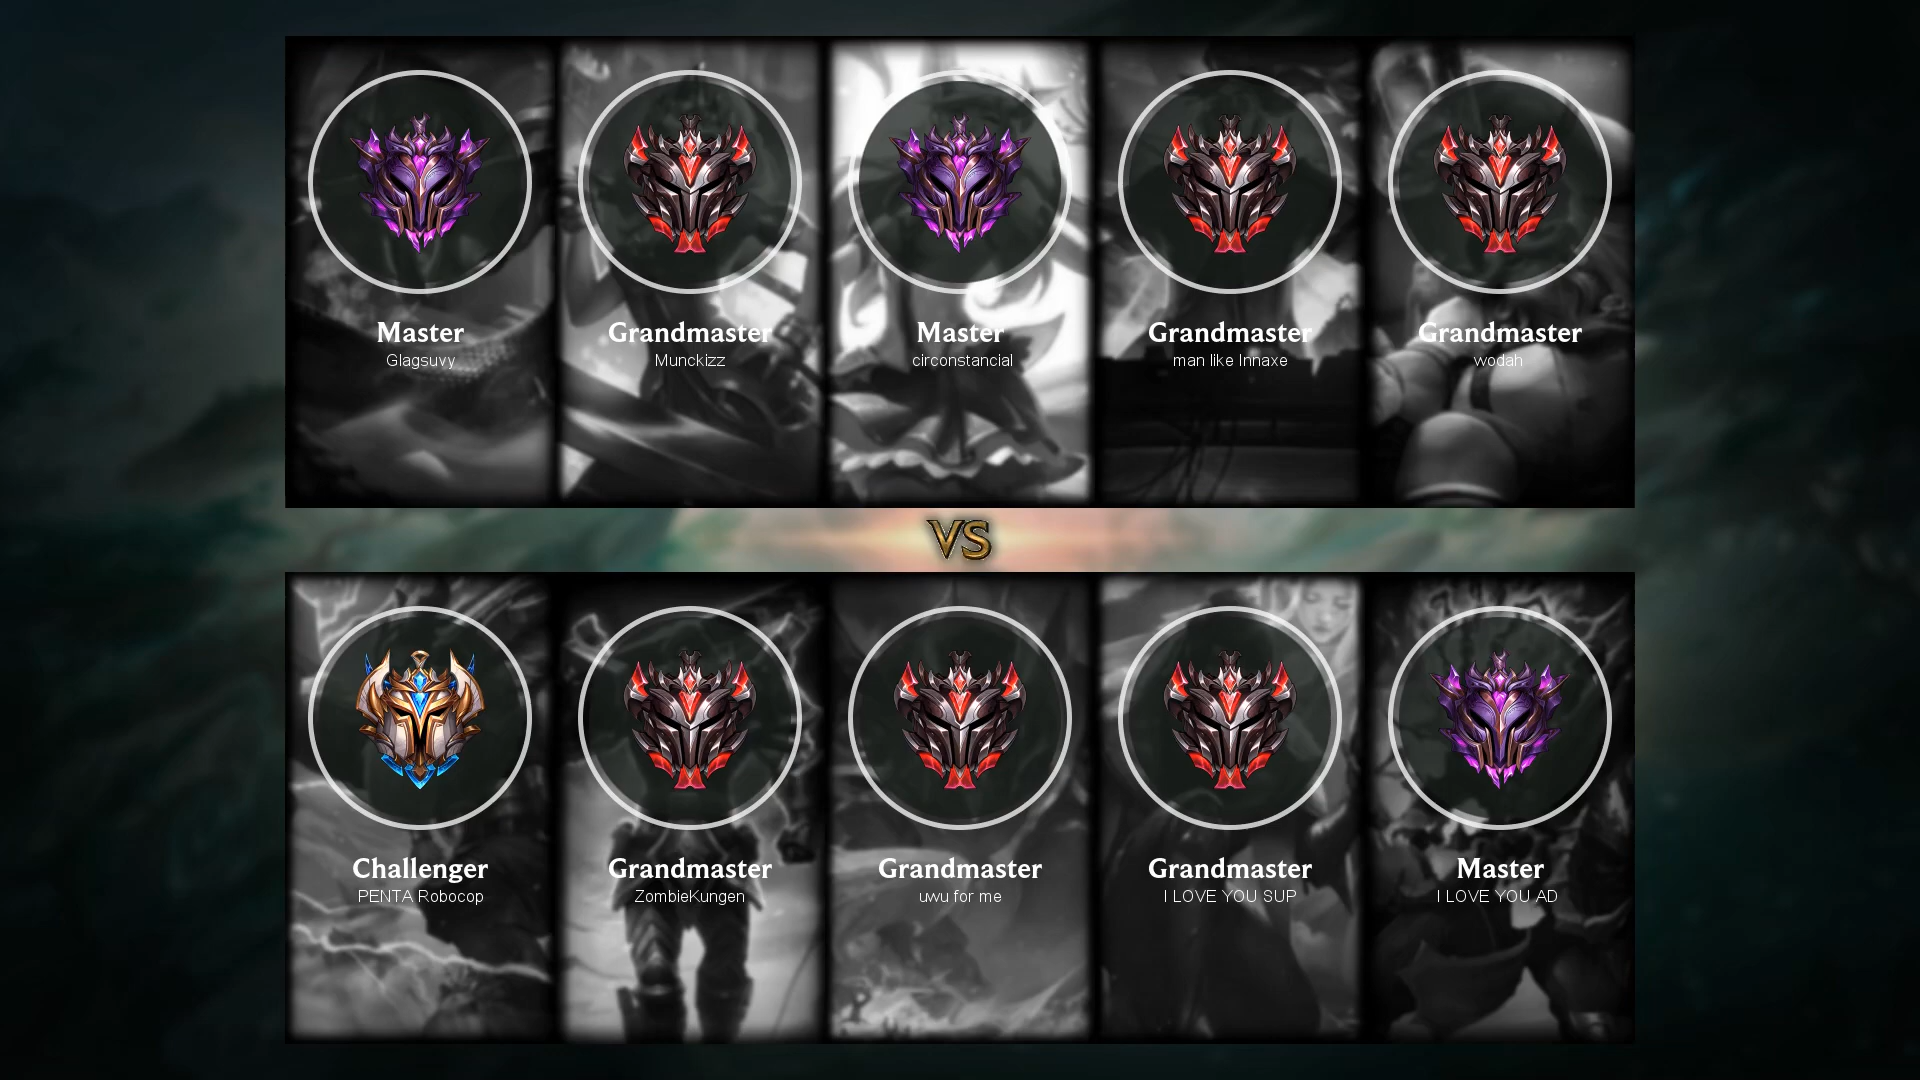 Master
Glagsuvy
Grandmaster
Munckizz
Master
circonstancial
Grandmaster
man like Innaxe
Grandmaster
wodah
VS
Challenger
PENTA Robocop
Grandmaster
ZombieKungen
Grandmaster
uwu for me
Grandmaster
I LOVE YOU SUP
Master
I LOVE YOU AD